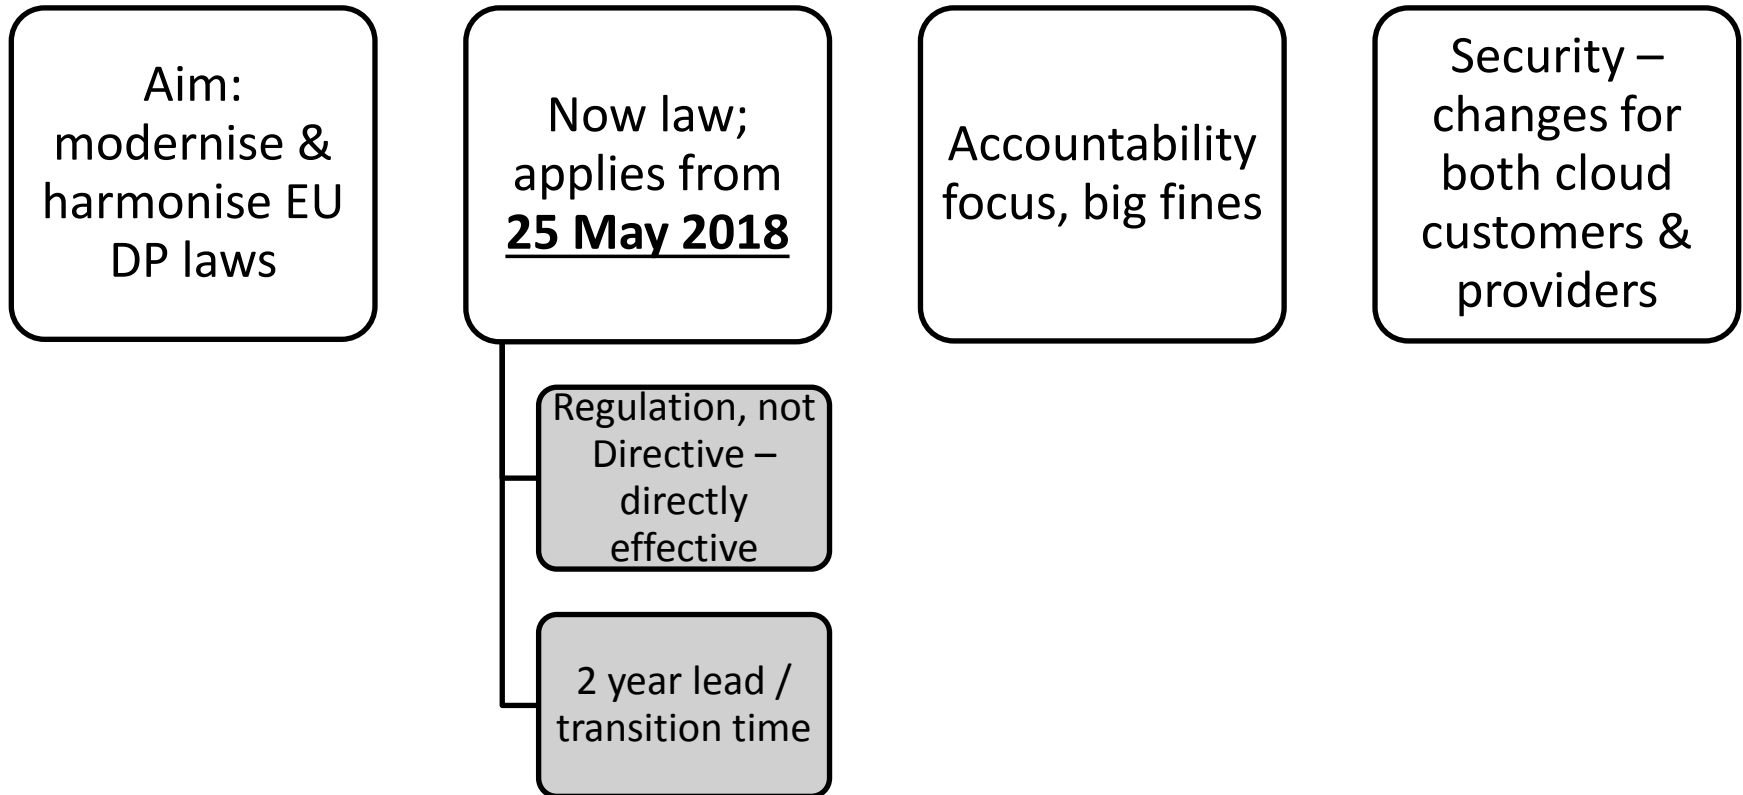 Aim:
modernise &
harmonise EU
DP laws
Now law;
applies from
25 May 2018
Regulation, not
Directive –
directly
effective
2 year lead /
transition time
Accountability
focus, big fines
Security –
changes for
both cloud
customers &
providers